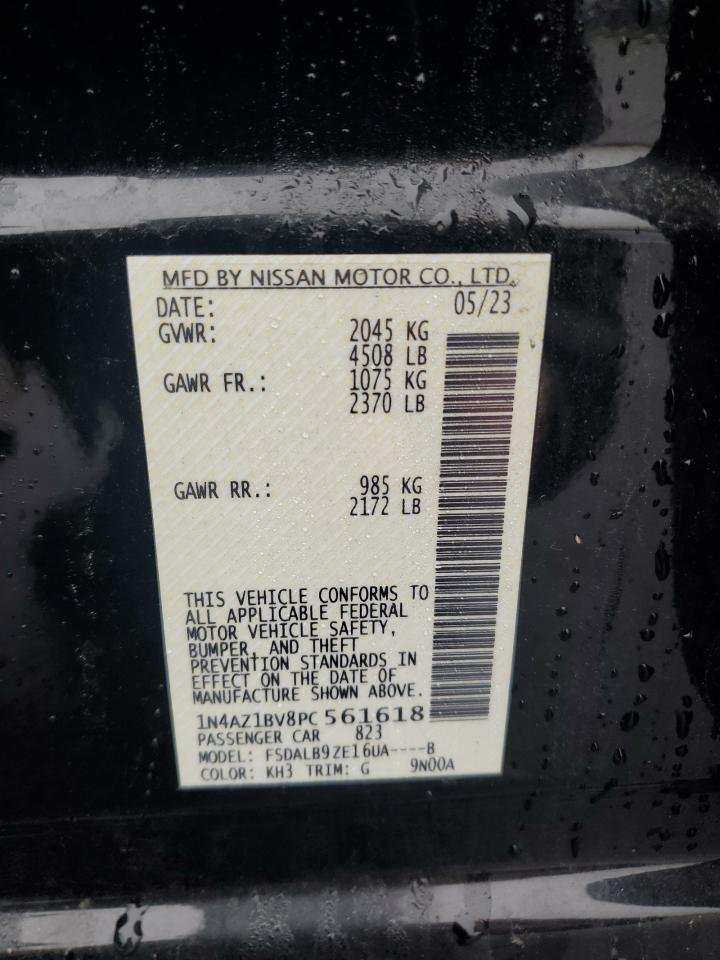 MFD BY NISSAN MOTOR CO., LTD.
DATE: 05/23
GVWR: 2045 KG
4508 LB
GAWR FR.: 1075 KG
2370 LB
GAWR RR.: 985 KG
2172 LB
THIS VEHICLE CONFORMS TO
ALL APPLICABLE FEDERAL
MOTOR VEHICLE SAFETY,
BUMPER, AND THEFT
PREVENTION STANDARDS IN
EFFECT ON THE DATE OF
MANUFACTURE SHOWN ABOVE.
1N4AZ1BV8PC561618
PASSENGER CAR 823
MODEL: FSDALB9ZE16UA----B
COLOR: KH3 TRIM: G 9N00A